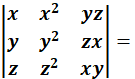 |x x² yz|
|y y² zx| =
|z z² xy|